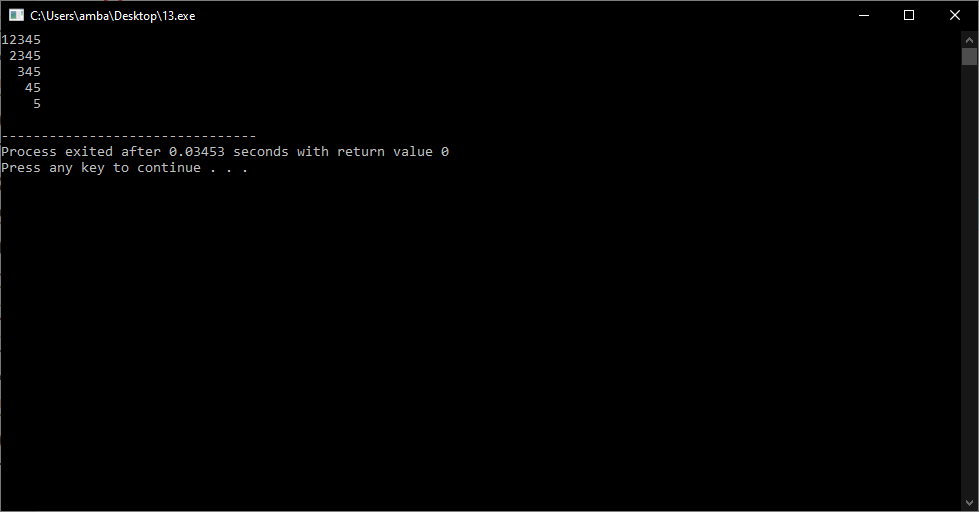 C:\Users\amba\Desktop\13.exe
12345
 2345
  345
   45
    5
--------------------------------
Process exited after 0.03453 seconds with return value 0
Press any key to continue . . .